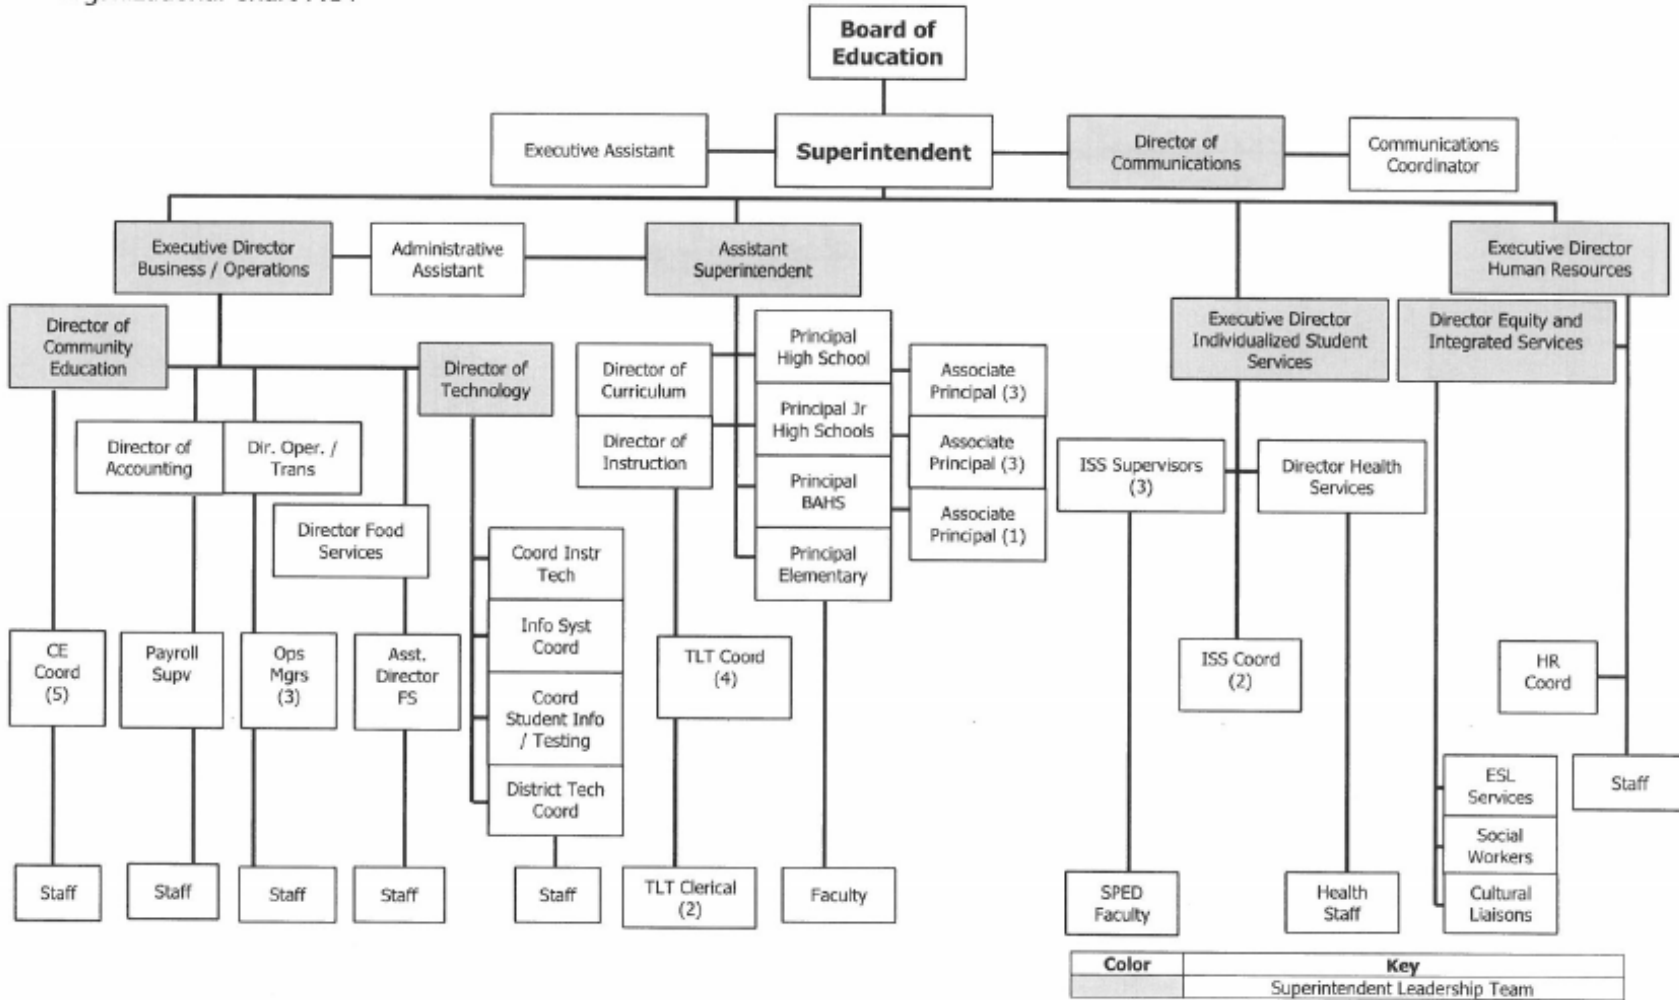 Board of
Education
Executive Assistant
Superintendent
Director of
Communications
Communications
Coordinator
Executive Director
Business / Operations
Administrative
Assistant
Assistant
Superintendent
Executive Director
Human Resources
Director of
Community
Education
Director of
Technology
Director of
Curriculum
Principal
High School
Associate
Principal (3)
Executive Director
Individualized Student
Services
Director Equity and
Integrated Services
Director of
Accounting
Dir. Oper. /
Trans
Director of
Instruction
Principal Jr
High Schools
Associate
Principal (3)
ISS Supervisors
(3)
Director Health
Services
Director Food
Services
Principal
BAHS
Associate
Principal (1)
Coord Instr
Tech
Principal
Elementary
CE
Coord
(5)
Payroll
Supv
Ops
Mgrs
(3)
Asst.
Director
FS
Info Syst
Coord
TLT Coord
(4)
ISS Coord
(2)
HR
Coord
Coord
Student Info
/ Testing
District Tech
Coord
ESL
Services
Staff
Social
Workers
Staff
Staff
Staff
Staff
Staff
TLT Clerical
(2)
Faculty
SPED
Faculty
Health
Staff
Cultural
Liaisons
Color
Key
Superintendent Leadership Team